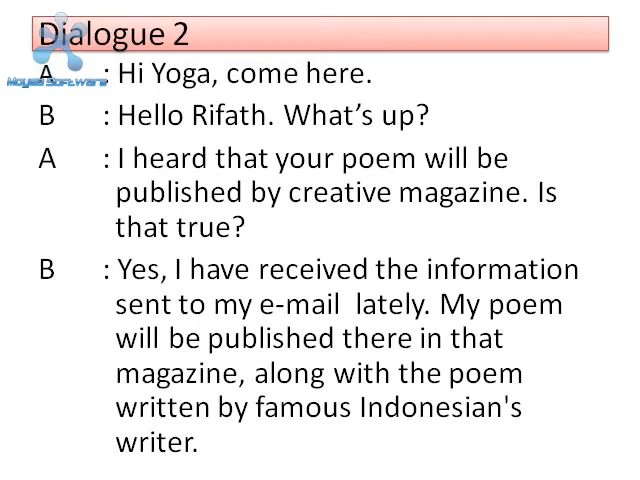 Dialogue 2
Moyea Software
A : Hi Yoga, come here.
B : Hello Rifath. What’s up?
A : I heard that your poem will be
published by creative magazine. Is
that true?
B : Yes, I have received the information
sent to my e-mail  lately. My poem
will be published there in that
magazine, along with the poem
written by famous Indonesian's
writer.